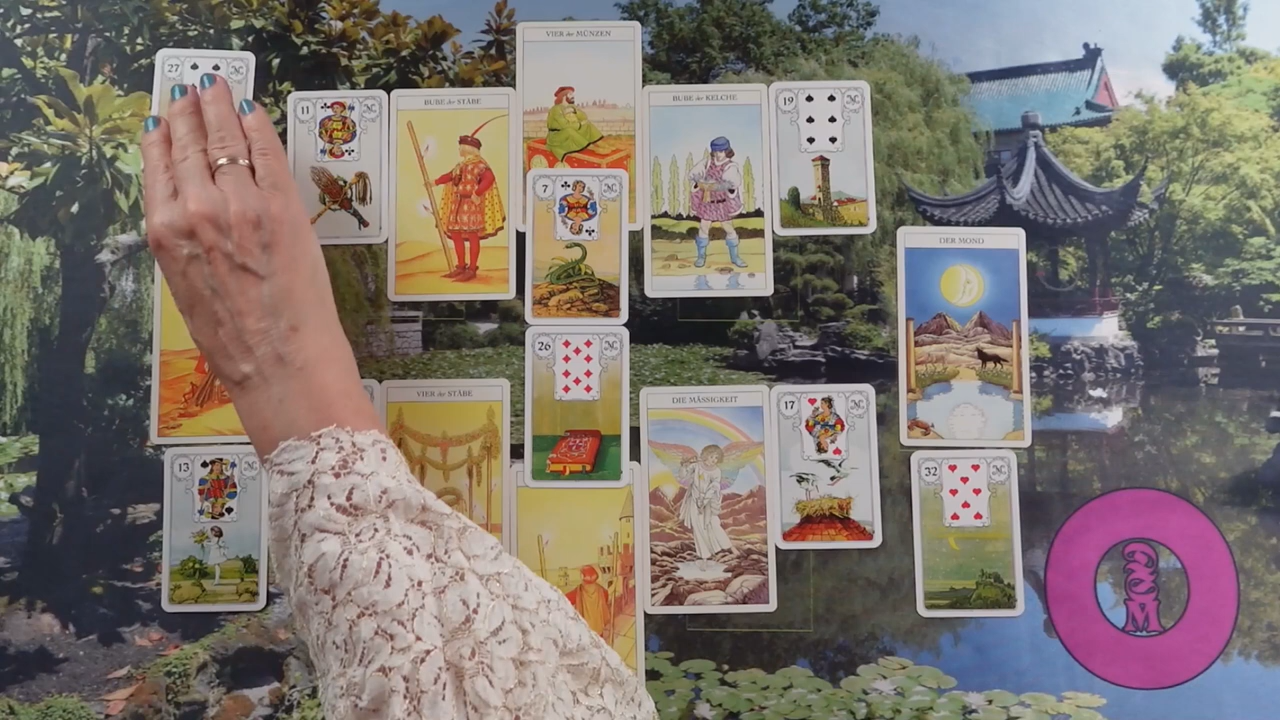 27
11
BUBE der STÄBE
VIER der MÜNZEN
7
BUBE der KELCHE
19
DER MOND
26
13
VIER der STÄBE
DIE MÄSSIGKEIT
17
32